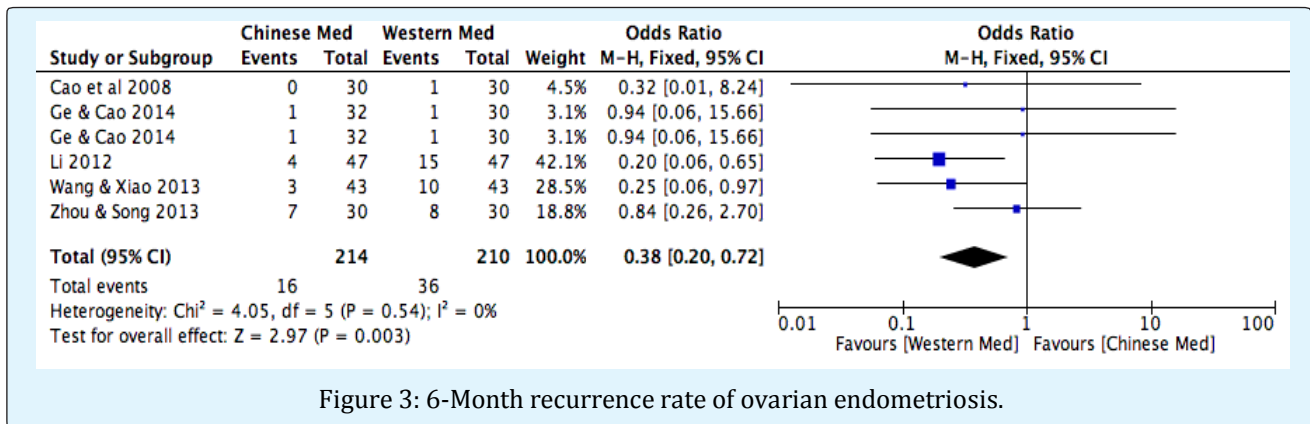 Chinese Med Western Med Odds Ratio Odds Ratio
Study or Subgroup Events Total Events Total Weight M-H, Fixed, 95% CI M-H, Fixed, 95% CI
Cao et al 2008 0 30 1 30 4.5% 0.32 [0.01, 8.24]
Ge & Cao 2014 1 32 1 30 3.1% 0.94 [0.06, 15.66]
Ge & Cao 2014 1 32 1 30 3.1% 0.94 [0.06, 15.66]
Li 2012 4 47 15 47 42.1% 0.20 [0.06, 0.65]
Wang & Xiao 2013 3 43 10 43 28.5% 0.25 [0.06, 0.97]
Zhou & Song 2013 7 30 8 30 18.8% 0.84 [0.26, 2.70]
Total (95% CI) 214 210 100.0% 0.38 [0.20, 0.72]
Total events 16 36
Heterogeneity: Chi² = 4.05, df = 5 (P = 0.54); I² = 0%
Test for overall effect: Z = 2.97 (P = 0.003)
0.01 0.1 1 10 100
Favours [Western Med] Favours [Chinese Med]
Figure 3: 6-Month recurrence rate of ovarian endometriosis.